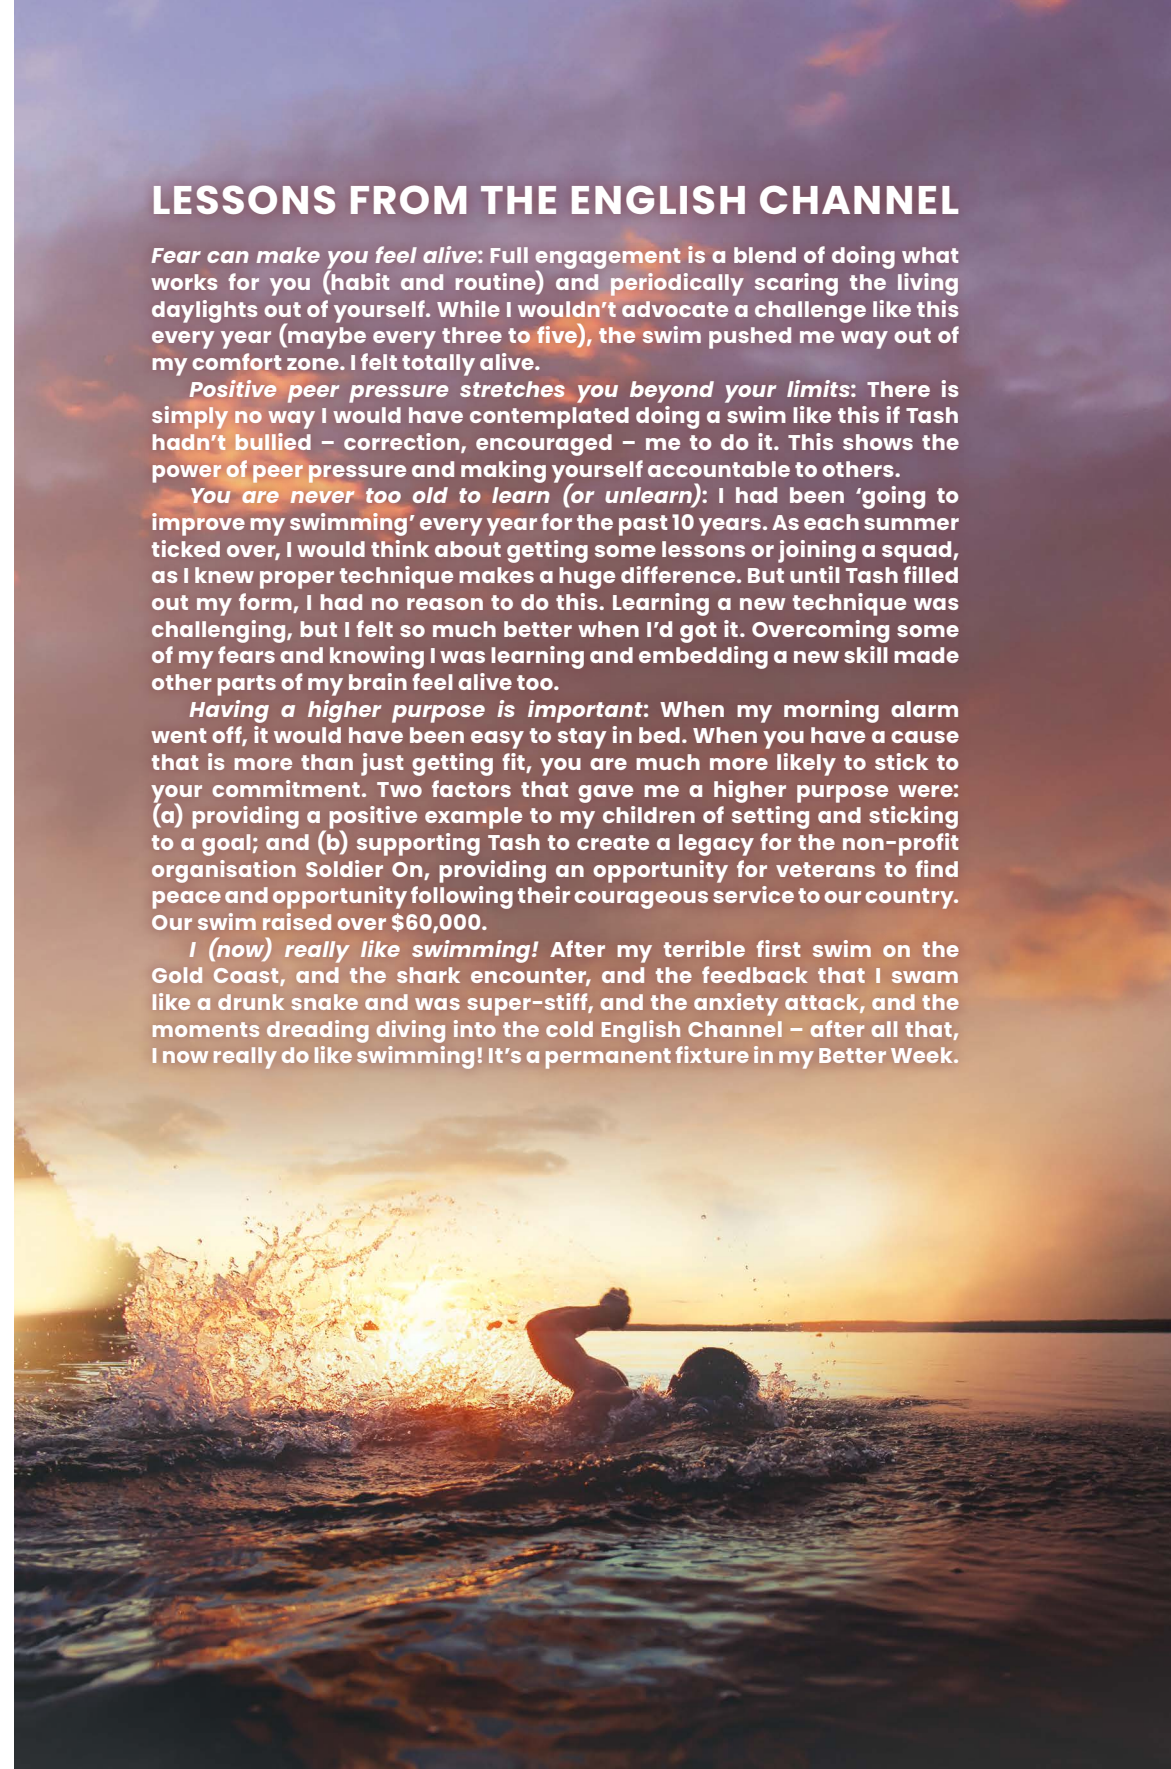 LESSONS FROM THE ENGLISH CHANNEL
Fear can make you feel alive: Full engagement is a blend of doing what
works for you (habit and routine) and periodically scaring the living
daylights out of yourself. While I wouldn’t advocate a challenge like this
every year (maybe every three to five), the swim pushed me way out of
my comfort zone. I felt totally alive.
Positive peer pressure stretches you beyond your limits: There is
simply no way I would have contemplated doing a swim like this if Tash
hadn’t bullied – correction, encouraged – me to do it. This shows the
power of peer pressure and making yourself accountable to others.
You are never too old to learn (or unlearn): I had been ‘going to
improve my swimming’ every year for the past 10 years. As each summer
ticked over, I would think about getting some lessons or joining a squad,
as I knew proper technique makes a huge difference. But until Tash filled
out my form, I had no reason to do this. Learning a new technique was
challenging, but I felt so much better when I’d got it. Overcoming some
of my fears and knowing I was learning and embedding a new skill made
other parts of my brain feel alive too.
Having a higher purpose is important: When my morning alarm
went off, it would have been easy to stay in bed. When you have a cause
that is more than just getting fit, you are much more likely to stick to
your commitment. Two factors that gave me a higher purpose were:
(a) providing a positive example to my children of setting and sticking
to a goal; and (b) supporting Tash to create a legacy for the non-profit
organisation Soldier On, providing an opportunity for veterans to find
peace and opportunity following their courageous service to our country.
Our swim raised over $60,000.
I (now) really like swimming! After my terrible first swim on the
Gold Coast, and the shark encounter, and the feedback that I swam
like a drunk snake and was super-stiff, and the anxiety attack, and the
moments dreading diving into the cold English Channel – after all that,
I now really do like swimming! It’s a permanent fixture in my Better Week.